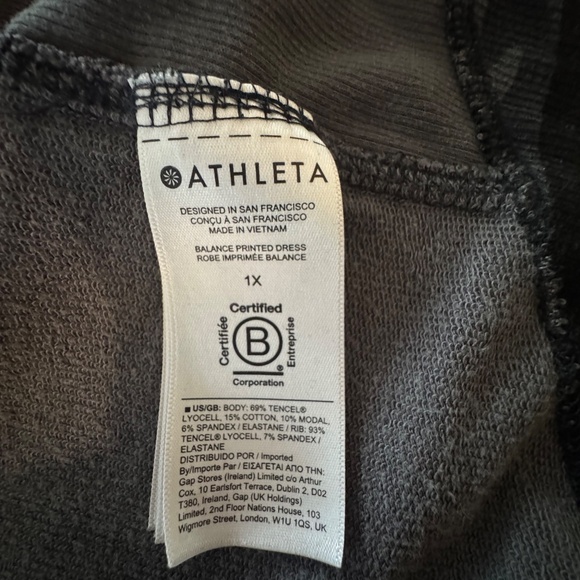 ATHLETA
DESIGNED IN SAN FRANCISCO
CONÇU À SAN FRANCISCO
MADE IN VIETNAM
BALANCE PRINTED DRESS
ROBE IMPRIMÉE BALANCE
1X
Certified
Certifiée
B
Entreprise
Corporation
■ US/GB: BODY: 69% TENCEL®
LYOCELL, 15% COTTON, 10% MODAL,
6% SPANDEX / ELASTANE / RIB: 93%
TENCEL® LYOCELL, 7% SPANDEX /
ELASTANE
DISTRIBUIDO POR / Imported
By/Importe Par / ΕΙΣΑΓΕΤΑΙ ΑΠΟ ΤΗΝ:
Gap Stores (Ireland) Limited c/o Arthur
Cox, 10 Earlsfort Terrace, Dublin 2, D02
T380, Ireland, Gap (UK Holdings)
Limited, 2nd Floor Nations House, 103
Wigmore Street, London, W1U 1QS, UK